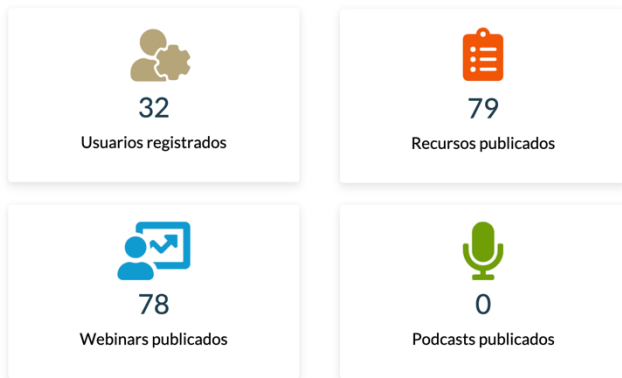 32
Usuarios registrados
79
Recursos publicados
78
Webinars publicados
0
Podcasts publicados